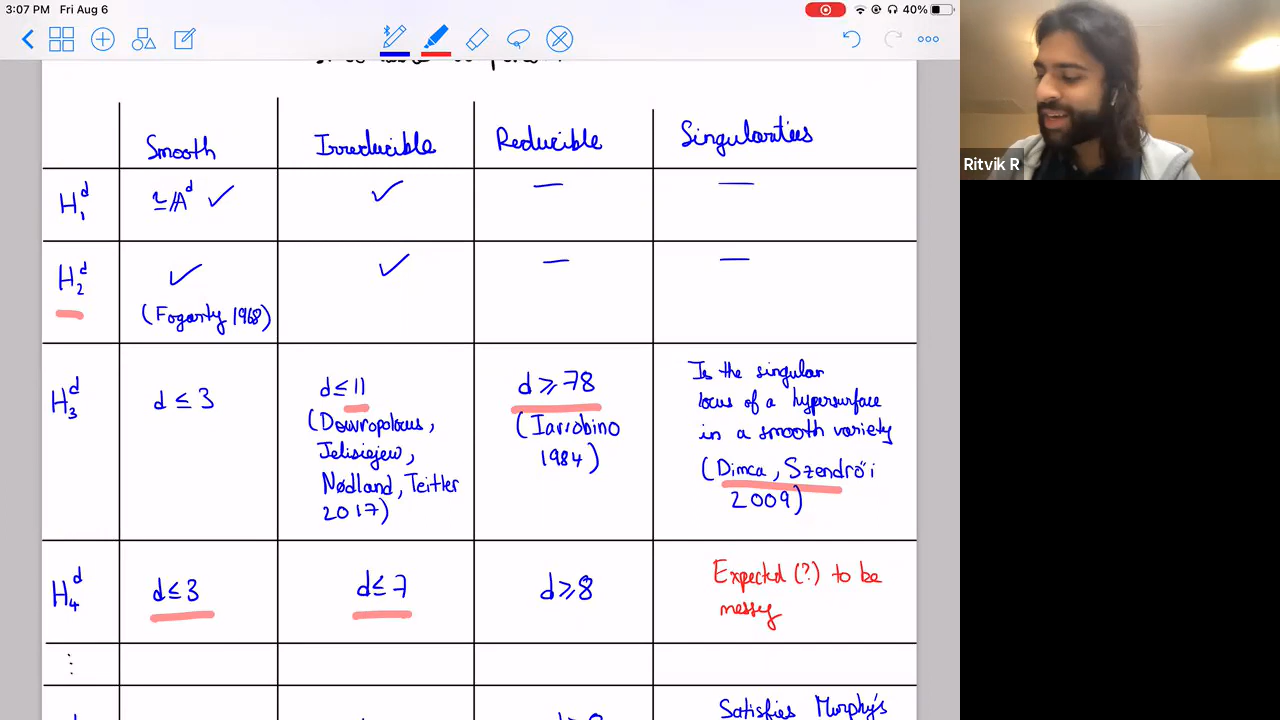 3:07 PM Fri Aug 6
40%
Ritvik R
Smooth
Irreducible
Reducible
Singularities
H₁ᵈ
≅ 𝔸ᵈ ✓
✓
—
—
H₂ᵈ
✓
(Fogarty 1968)
✓
—
—
H₃ᵈ
d ≤ 3
d ≤ 11
(Douvropolous,
Jelisiejew,
Nødland, Teitler
2017)
d ≥ 78
(Iarrobino
1984)
Is the singular
locus of a hypersurface
in a smooth variety
(Dimca, Szendrői
2009)
H₄ᵈ
d ≤ 3
d ≤ 7
d ≥ 8
Expected (?) to be
messy
⋮
Satisfies Murphy's